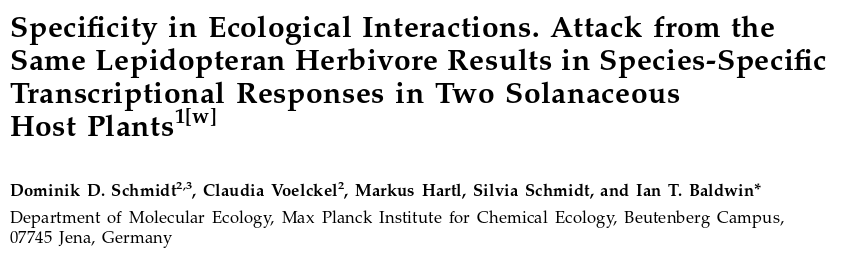 Specificity in Ecological Interactions. Attack from the
Same Lepidopteran Herbivore Results in Species-Specific
Transcriptional Responses in Two Solanaceous
Host Plants1[w]
Dominik D. Schmidt2,3, Claudia Voelckel2, Markus Hartl, Silvia Schmidt, and Ian T. Baldwin*
Department of Molecular Ecology, Max Planck Institute for Chemical Ecology, Beutenberg Campus,
07745 Jena, Germany